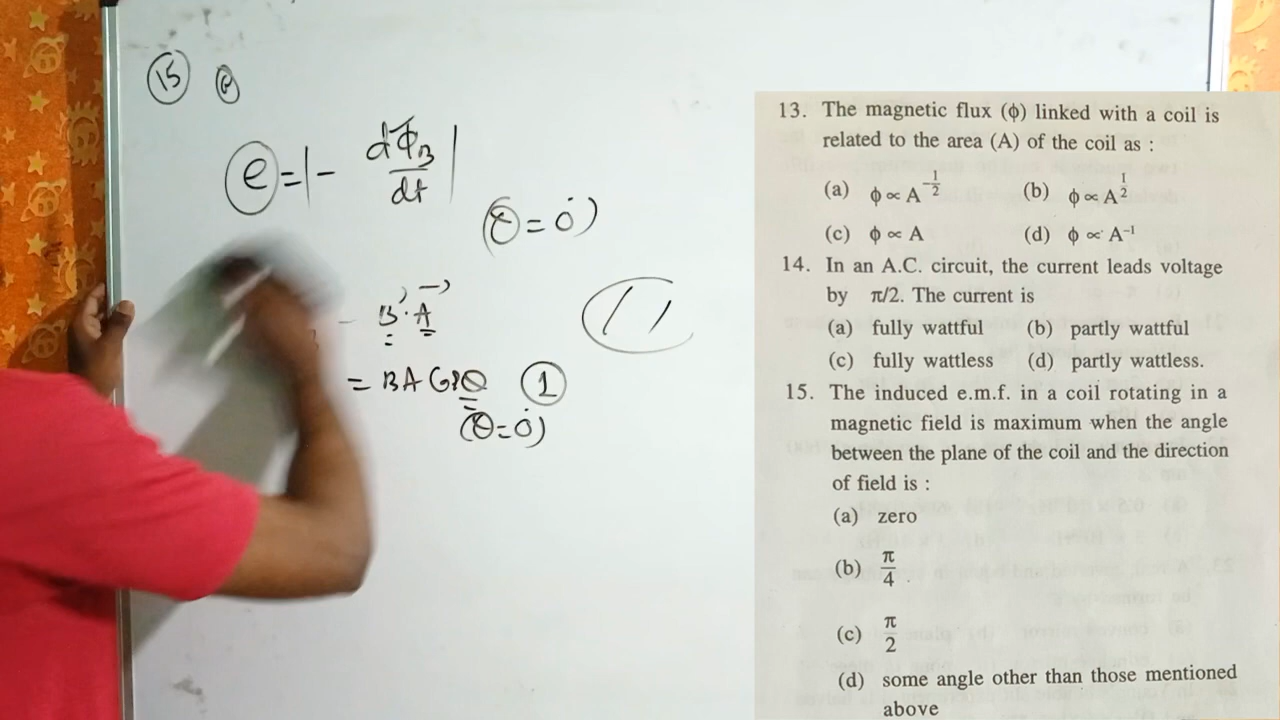 15 a
e = |- dΦB/dt|
(θ = 0°)
B⃗·A⃗
= BA Cosθ 1
(θ = 0°)
13. The magnetic flux (ϕ) linked with a coil is
related to the area (A) of the coil as :
(a) ϕ ∝ A^-1/2 (b) ϕ ∝ A^1/2
(c) ϕ ∝ A (d) ϕ ∝ A⁻¹
14. In an A.C. circuit, the current leads voltage
by π/2. The current is
(a) fully wattful (b) partly wattful
(c) fully wattless (d) partly wattless.
15. The induced e.m.f. in a coil rotating in a
magnetic field is maximum when the angle
between the plane of the coil and the direction
of field is :
(a) zero
(b) π/4
(c) π/2
(d) some angle other than those mentioned
above